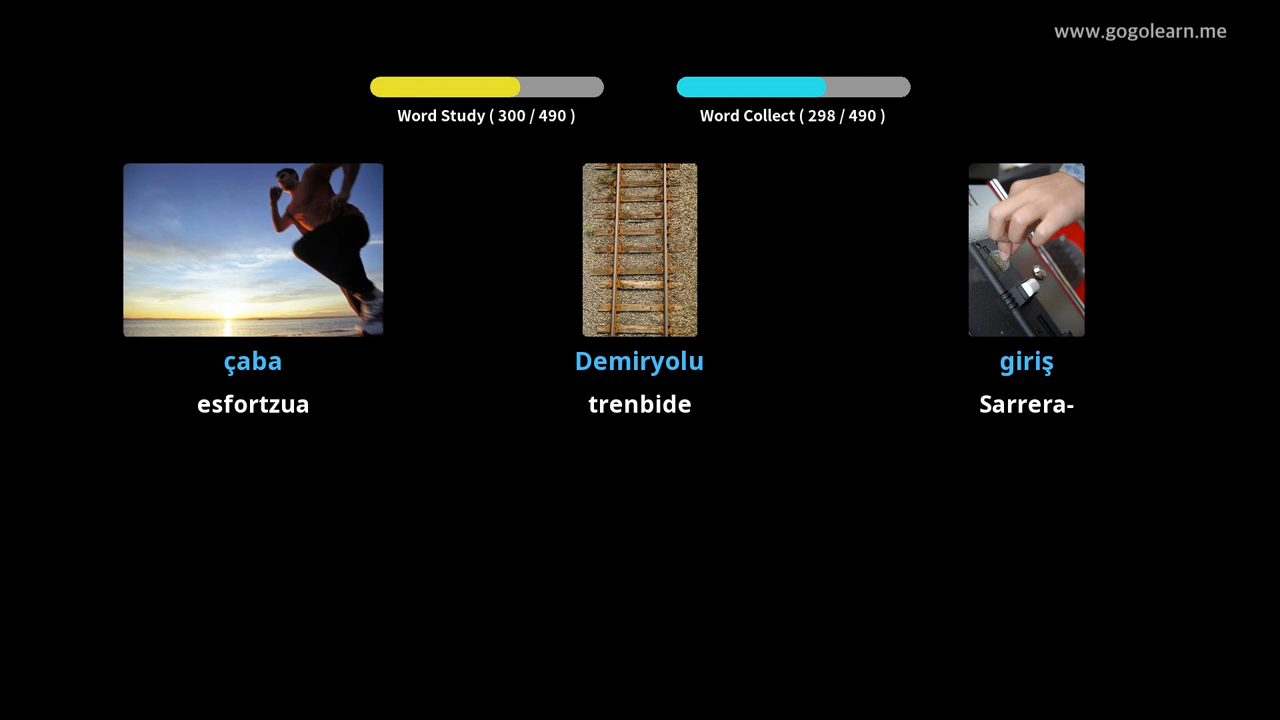 www.gogolearn.me
Word Study ( 300 / 490 )
Word Collect ( 298 / 490 )
çaba
Demiryolu
giriş
esfortzua
trenbide
Sarrera-